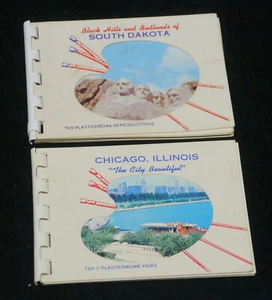 Black Hills and Badlands of
SOUTH DAKOTA
TEN PLASTICHROME REPRODUCTIONS
CHICAGO, ILLINOIS
"The City Beautiful"
TEN PLASTICHROME VIEWS